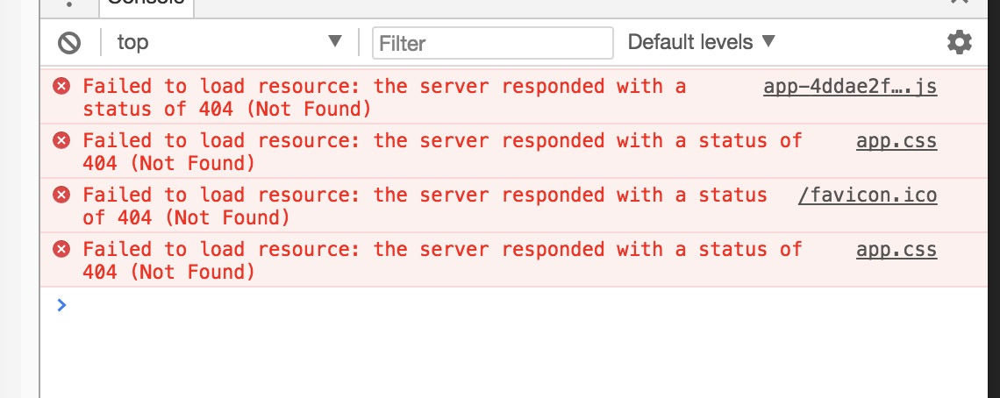 Console
top
Filter
Default levels
Failed to load resource: the server responded with a
status of 404 (Not Found)
app-4ddae2f….js
Failed to load resource: the server responded with a status of
404 (Not Found)
app.css
Failed to load resource: the server responded with a status
of 404 (Not Found)
/favicon.ico
Failed to load resource: the server responded with a status of
404 (Not Found)
app.css